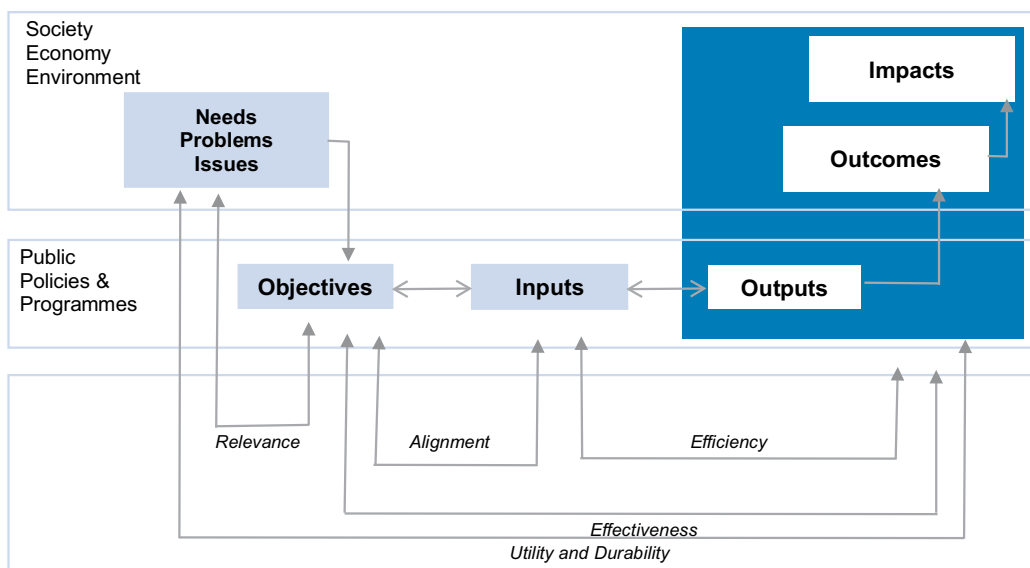 Society
Economy
Environment
Impacts
Needs
Problems
Issues
Outcomes
Public
Policies &
Programmes
Objectives
Inputs
Outputs
Relevance
Alignment
Efficiency
Effectiveness
Utility and Durability